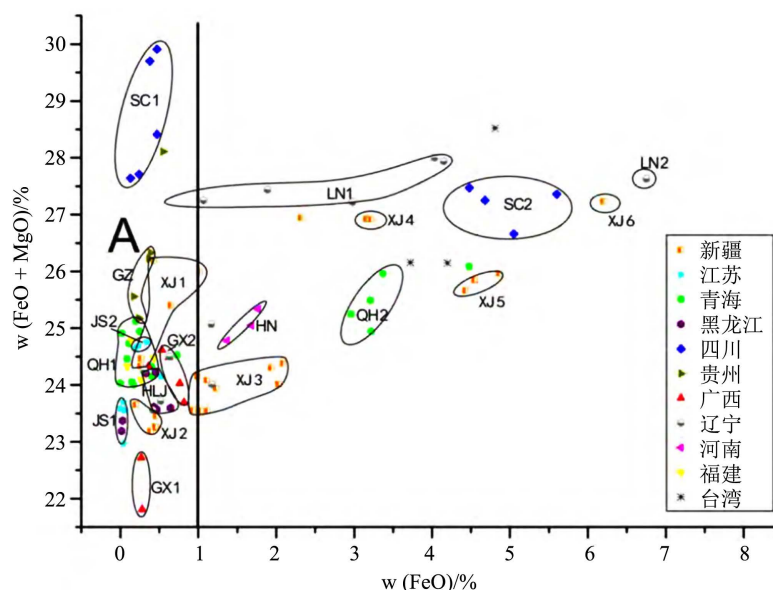 w (FeO + MgO)/%
30
29
28
27
26
25
24
23
22
0 1 2 3 4 5 6 7 8
w (FeO)/%
A
SC1
LN1
LN2
SC2
XJ4
XJ6
GZ
XJ1
XJ5
JS2
GX2
HN
QH2
QH1
HLJ
XJ3
JS1
XJ2
GX1
新疆
江苏
青海
黑龙江
四川
贵州
广西
辽宁
河南
福建
台湾